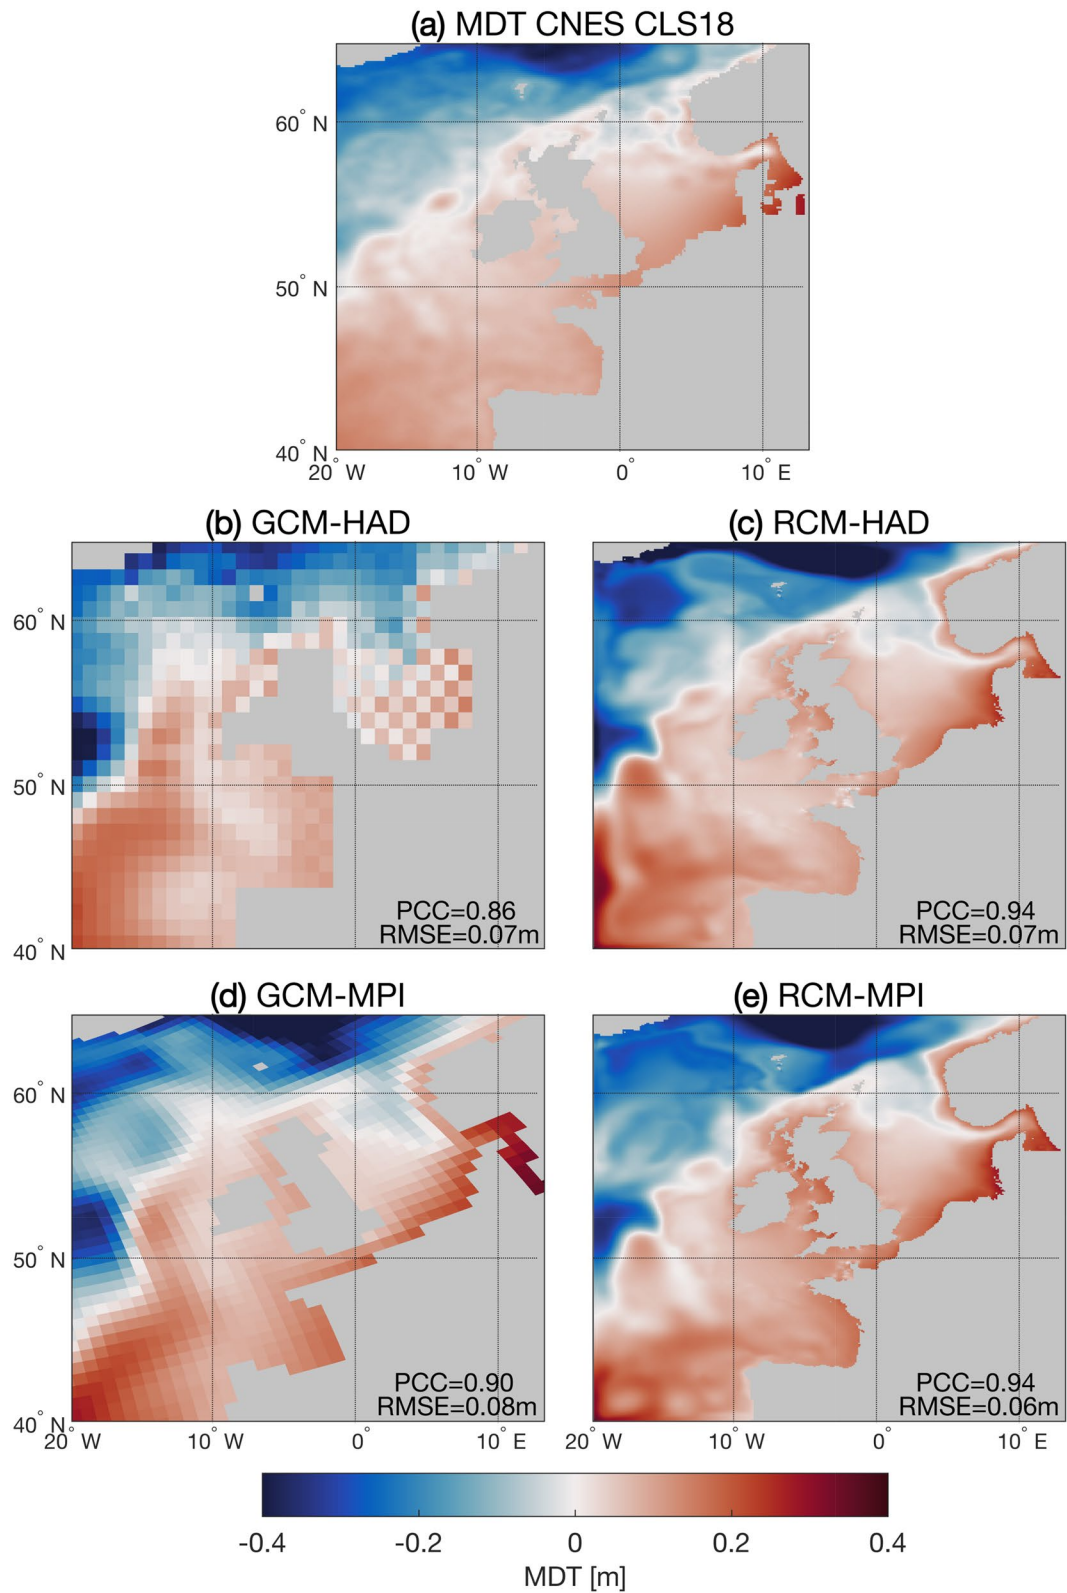 (a) MDT CNES CLS18
60° N
50° N
40° N
20° W 10° W 0° 10° E
(b) GCM-HAD
(c) RCM-HAD
60° N
50° N
40° N
PCC=0.86
RMSE=0.07m
PCC=0.94
RMSE=0.07m
(d) GCM-MPI
(e) RCM-MPI
60° N
50° N
40° N
PCC=0.90
RMSE=0.08m
PCC=0.94
RMSE=0.06m
20° W 10° W 0° 10° E
20° W 10° W 0° 10° E
-0.4 -0.2 0 0.2 0.4
MDT [m]